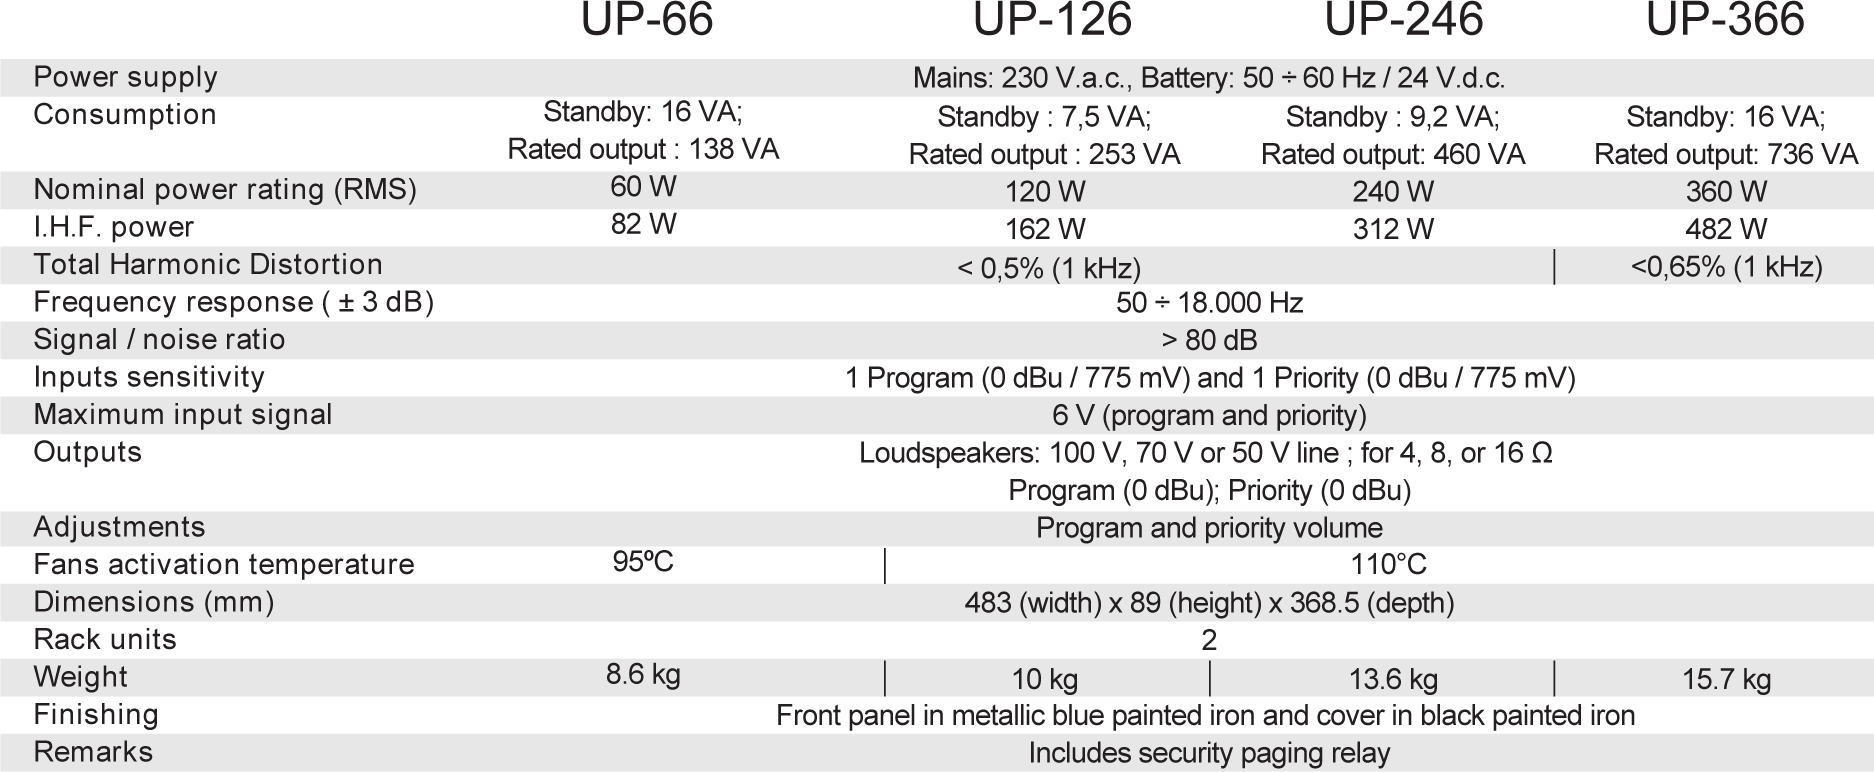 UP-66 UP-126 UP-246 UP-366
Power supply Mains: 230 V.a.c., Battery: 50 ÷ 60 Hz / 24 V.d.c.
Consumption Standby: 16 VA; Standby : 7,5 VA; Standby : 9,2 VA; Standby: 16 VA;
Rated output : 138 VA Rated output : 253 VA Rated output: 460 VA Rated output: 736 VA
Nominal power rating (RMS) 60 W 120 W 240 W 360 W
I.H.F. power 82 W 162 W 312 W 482 W
Total Harmonic Distortion < 0,5% (1 kHz) <0,65% (1 kHz)
Frequency response ( ± 3 dB) 50 ÷ 18.000 Hz
Signal / noise ratio > 80 dB
Inputs sensitivity 1 Program (0 dBu / 775 mV) and 1 Priority (0 dBu / 775 mV)
Maximum input signal 6 V (program and priority)
Outputs Loudspeakers: 100 V, 70 V or 50 V line ; for 4, 8, or 16 Ω
Program (0 dBu); Priority (0 dBu)
Adjustments Program and priority volume
Fans activation temperature 95ºC 110°C
Dimensions (mm) 483 (width) x 89 (height) x 368.5 (depth)
Rack units 2
Weight 8.6 kg 10 kg 13.6 kg 15.7 kg
Finishing Front panel in metallic blue painted iron and cover in black painted iron
Remarks Includes security paging relay